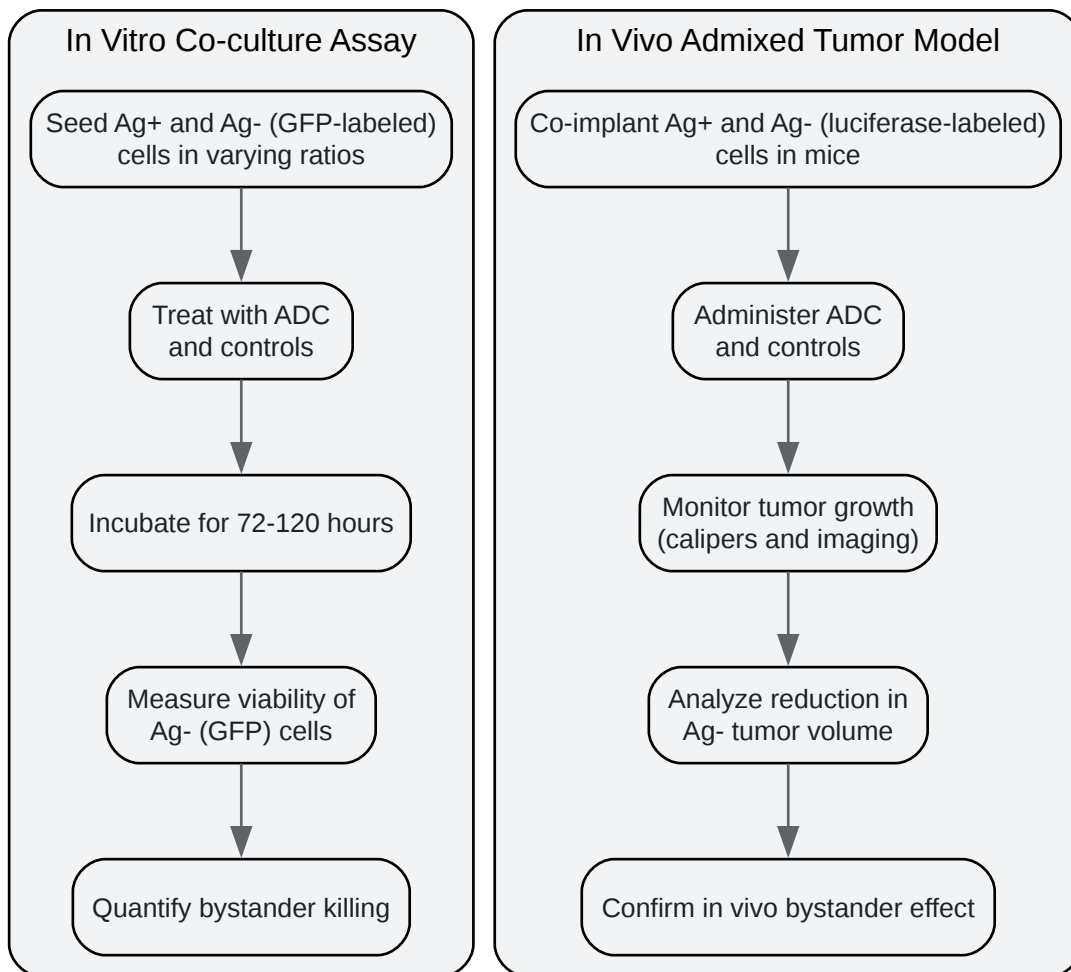 In Vitro Co-culture Assay
Seed Ag+ and Ag- (GFP-labeled)
cells in varying ratios
Treat with ADC
and controls
Incubate for 72-120 hours
Measure viability of
Ag- (GFP) cells
Quantify bystander killing
In Vivo Admixed Tumor Model
Co-implant Ag+ and Ag- (luciferase-labeled)
cells in mice
Administer ADC
and controls
Monitor tumor growth
(calipers and imaging)
Analyze reduction in
Ag- tumor volume
Confirm in vivo bystander effect